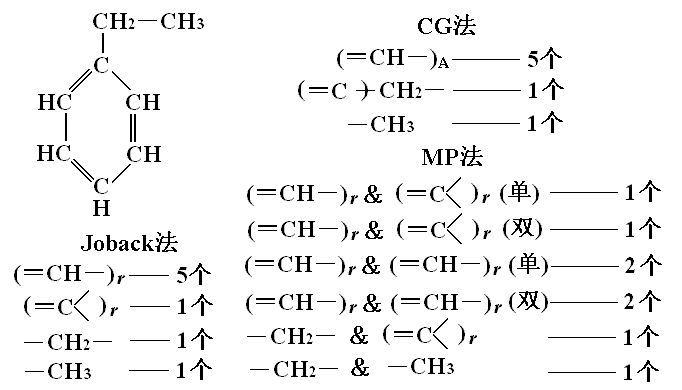 CH2－CH3
C
HC CH
HC CH
C
H
Joback法
(＝CH－)r — 5个
(＝C<)r — 1个
－CH2－ — 1个
－CH3 — 1个
CG法
(＝CH－)A —— 5个
(＝C)－CH2－ —— 1个
－CH3 —— 1个
MP法
(＝CH－)r & (＝C<)r (单) —— 1个
(＝CH－)r & (＝C<)r (双) —— 1个
(＝CH－)r & (＝CH－)r (单) —— 2个
(＝CH－)r & (＝CH－)r (双) —— 2个
－CH2－ & (＝C<)r —— 1个
－CH2－ & －CH3 —— 1个